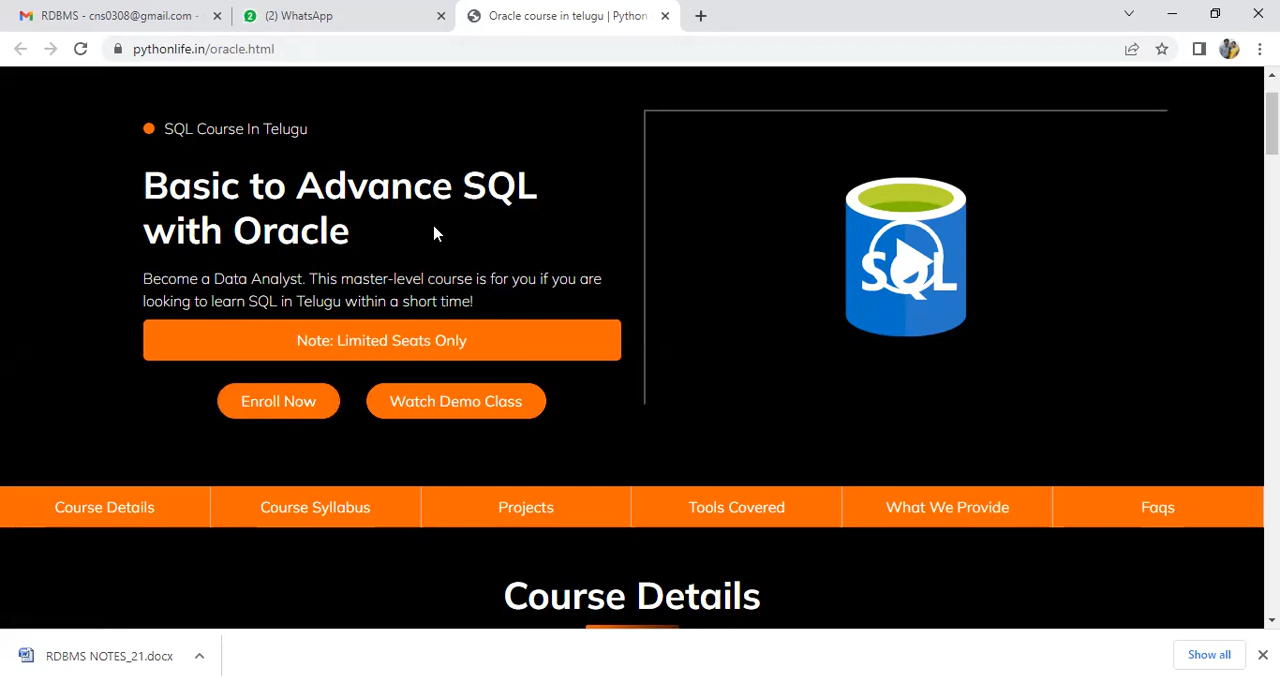 RDBMS - cns0308@gmail.com -
2
(2) WhatsApp
Oracle course in telugu | Python
pythonlife.in/oracle.html
SQL Course In Telugu
Basic to Advance SQL
with Oracle
Become a Data Analyst. This master-level course is for you if you are
looking to learn SQL in Telugu within a short time!
Note: Limited Seats Only
Enroll Now
Watch Demo Class
SQL
Course Details
Course Syllabus
Projects
Tools Covered
What We Provide
Faqs
Course Details
RDBMS NOTES_21.docx
Show all